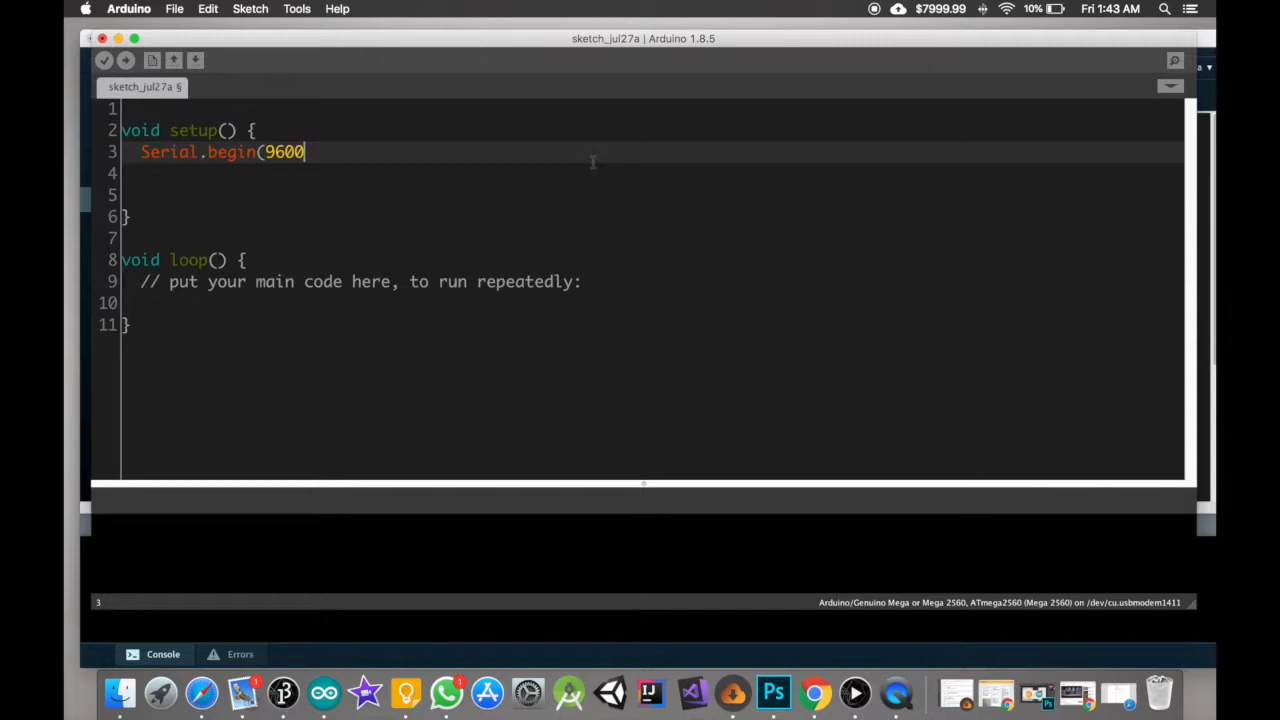 Arduino File Edit Sketch Tools Help $7999.99 10% Fri 1:43 AM
sketch_jul27a | Arduino 1.8.5
sketch_jul27a §
1
2 void setup() {
3 Serial.begin(9600
4
5
6 }
7
8 void loop() {
9 // put your main code here, to run repeatedly:
10
11 }
3 Arduino/Genuino Mega or Mega 2560, ATmega2560 (Mega 2560) on /dev/cu.usbmodem1411
Console Errors